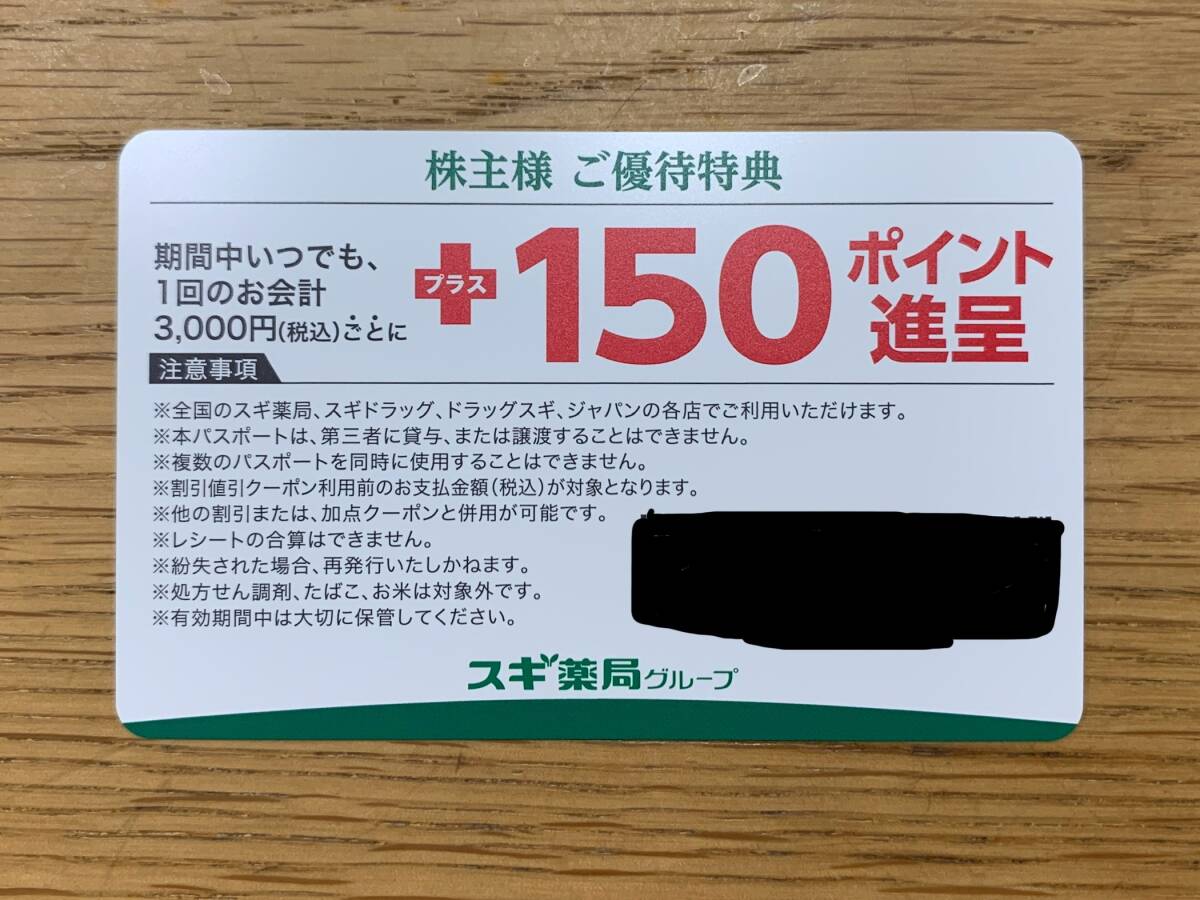 株主様 ご優待特典
期間中いつでも、
1回のお会計
3,000円(税込)ごとに
プラス
150
ポイント
進呈
注意事項
※全国のスギ薬局、スギドラッグ、ドラッグスギ、ジャパンの各店でご利用いただけます。
※本パスポートは、第三者に貸与、または譲渡することはできません。
※複数のパスポートを同時に使用することはできません。
※割引値引クーポン利用前のお支払金額(税込)が対象となります。
※他の割引または、加点クーポンと併用が可能です。
※レシートの合算はできません。
※紛失された場合、再発行いたしかねます。
※処方せん調剤、たばこ、お米は対象外です。
※有効期間中は大切に保管してください。
スギ薬局グループ